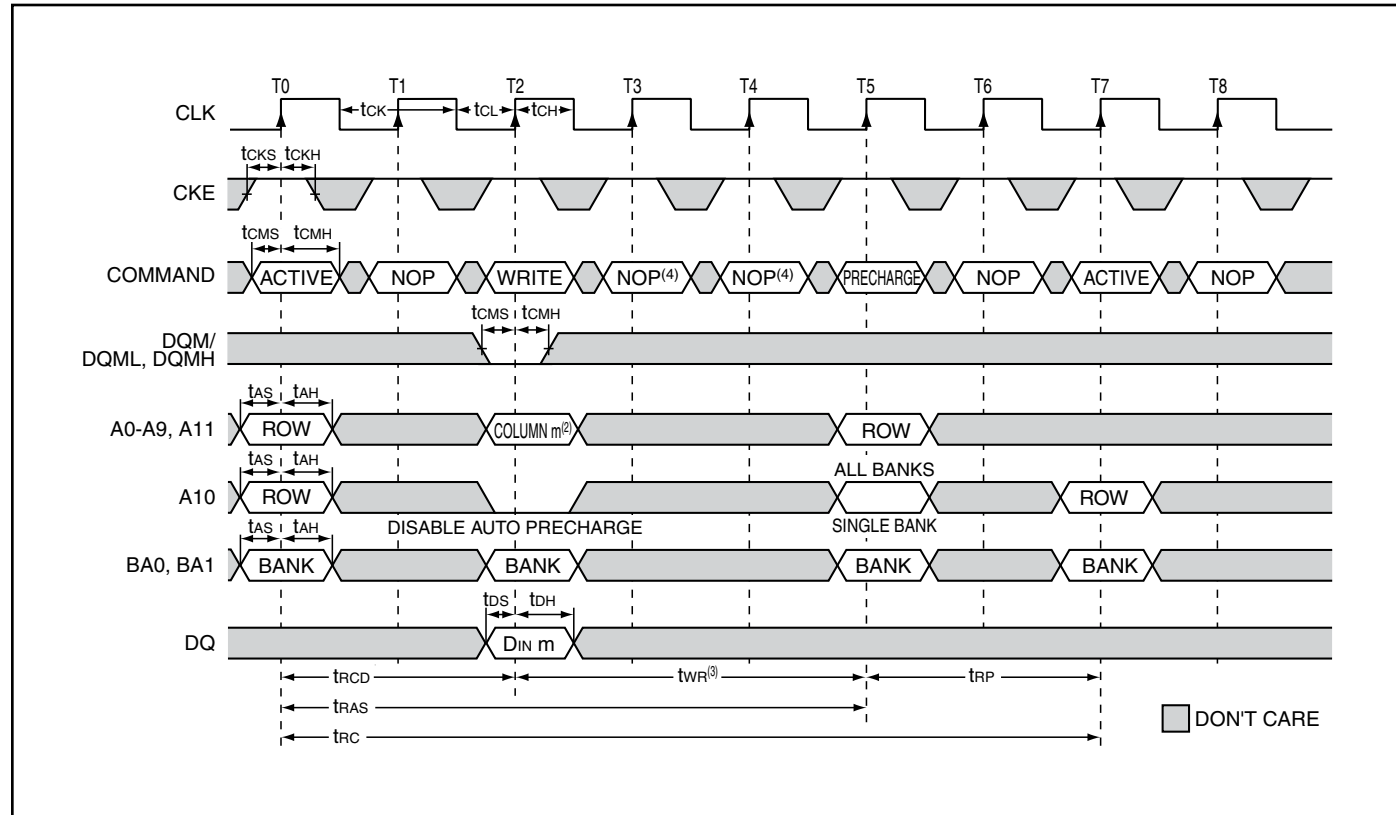 T0 T1 T2 T3 T4 T5 T6 T7 T8
CLK tCK tCL tCH
tCKS tCKH
CKE
tCMS tCMH
COMMAND ACTIVE NOP WRITE NOP(4) NOP(4) PRECHARGE NOP ACTIVE NOP
tCMS tCMH
DQM/
DQML, DQMH
tAS tAH
A0-A9, A11 ROW COLUMN m(2) ROW
tAS tAH ALL BANKS
A10 ROW ROW
tAS tAH DISABLE AUTO PRECHARGE SINGLE BANK
BA0, BA1 BANK BANK BANK BANK
tDS tDH
DQ DIN m
tRCD tWR(3) tRP
tRAS
DON'T CARE
tRC